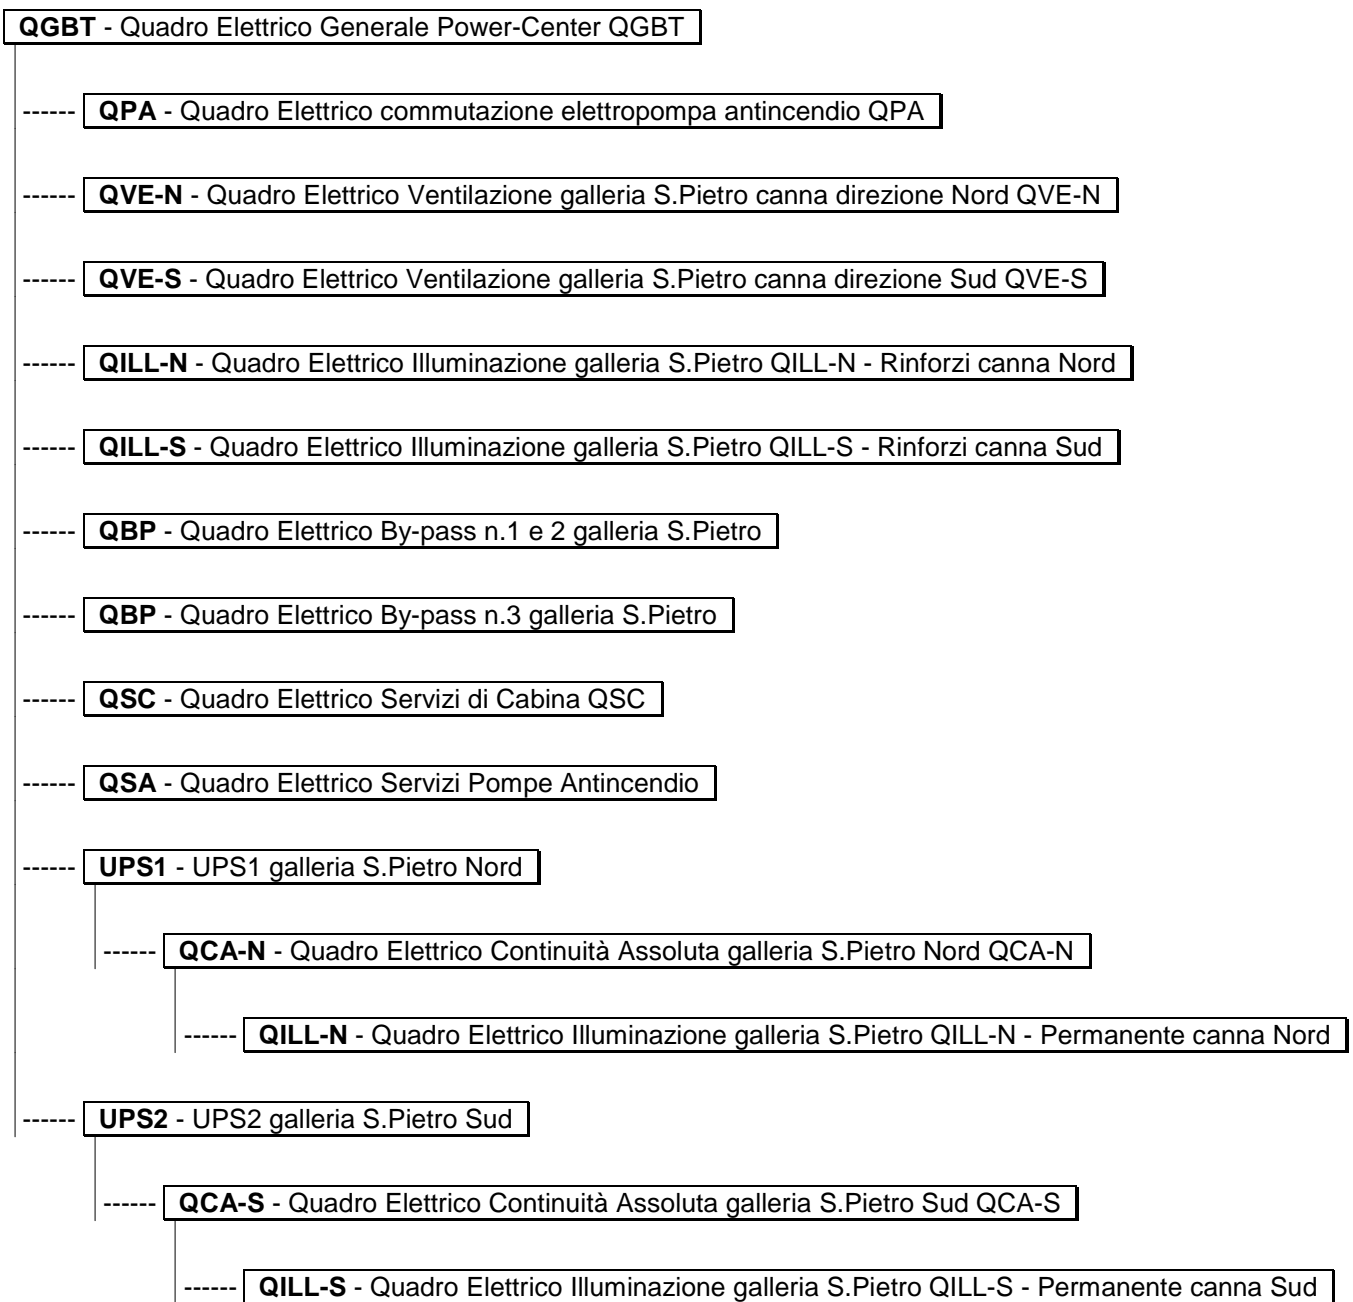 QGBT - Quadro Elettrico Generale Power-Center QGBT
------ QPA - Quadro Elettrico commutazione elettropompa antincendio QPA
------ QVE-N - Quadro Elettrico Ventilazione galleria S.Pietro canna direzione Nord QVE-N
------ QVE-S - Quadro Elettrico Ventilazione galleria S.Pietro canna direzione Sud QVE-S
------ QILL-N - Quadro Elettrico Illuminazione galleria S.Pietro QILL-N - Rinforzi canna Nord
------ QILL-S - Quadro Elettrico Illuminazione galleria S.Pietro QILL-S - Rinforzi canna Sud
------ QBP - Quadro Elettrico By-pass n.1 e 2 galleria S.Pietro
------ QBP - Quadro Elettrico By-pass n.3 galleria S.Pietro
------ QSC - Quadro Elettrico Servizi di Cabina QSC
------ QSA - Quadro Elettrico Servizi Pompe Antincendio
------ UPS1 - UPS1 galleria S.Pietro Nord
------ QCA-N - Quadro Elettrico Continuità Assoluta galleria S.Pietro Nord QCA-N
------ QILL-N - Quadro Elettrico Illuminazione galleria S.Pietro QILL-N - Permanente canna Nord
------ UPS2 - UPS2 galleria S.Pietro Sud
------ QCA-S - Quadro Elettrico Continuità Assoluta galleria S.Pietro Sud QCA-S
------ QILL-S - Quadro Elettrico Illuminazione galleria S.Pietro QILL-S - Permanente canna Sud